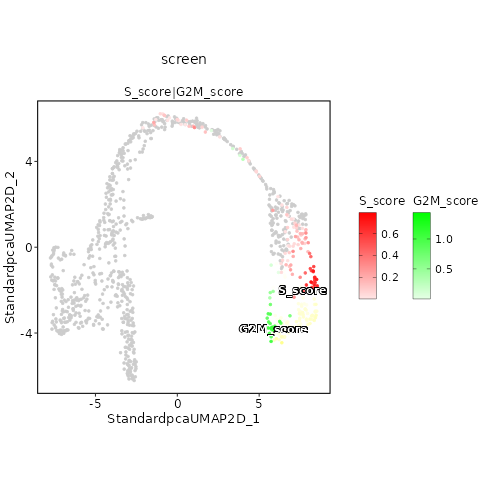 screen
S_score|G2M_score
StandardpcaUMAP2D_2
4
0
-4
-5
0
5
StandardpcaUMAP2D_1
S_score
G2M_score
S_score
0.6
0.4
0.2
G2M_score
1.0
0.5